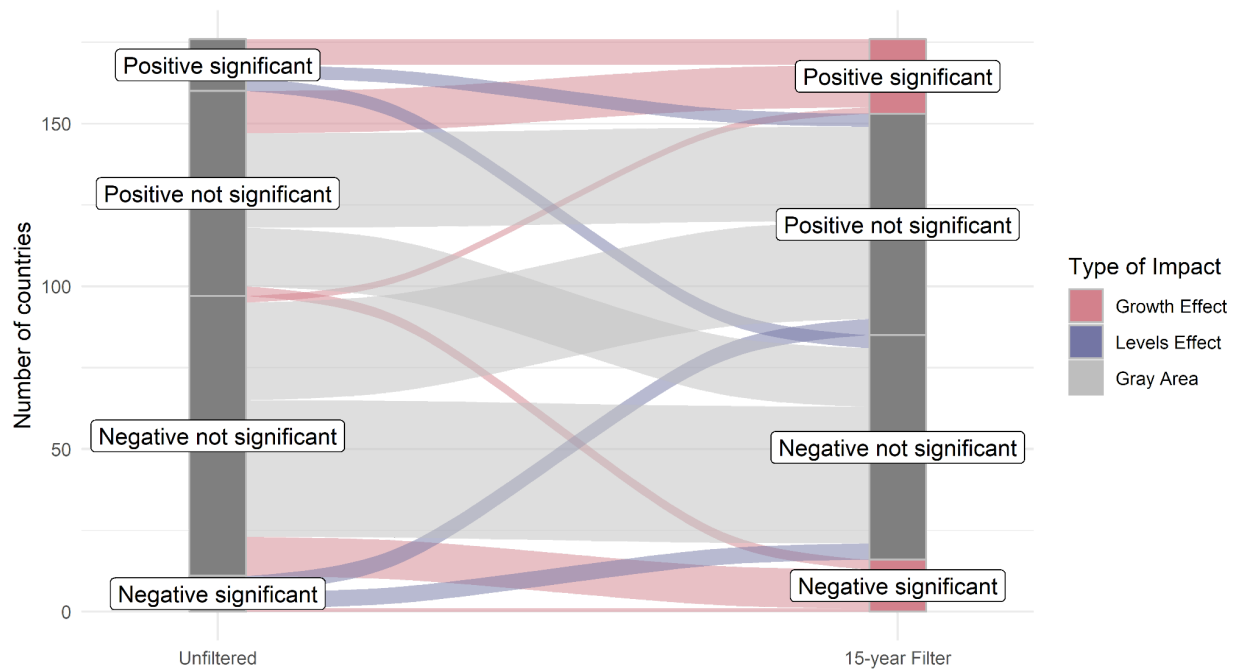 Number of countries
150
100
50
0
Positive significant
Positive not significant
Negative not significant
Negative significant
Positive significant
Positive not significant
Negative not significant
Negative significant
Unfiltered
15-year Filter
Type of Impact
Growth Effect
Levels Effect
Gray Area